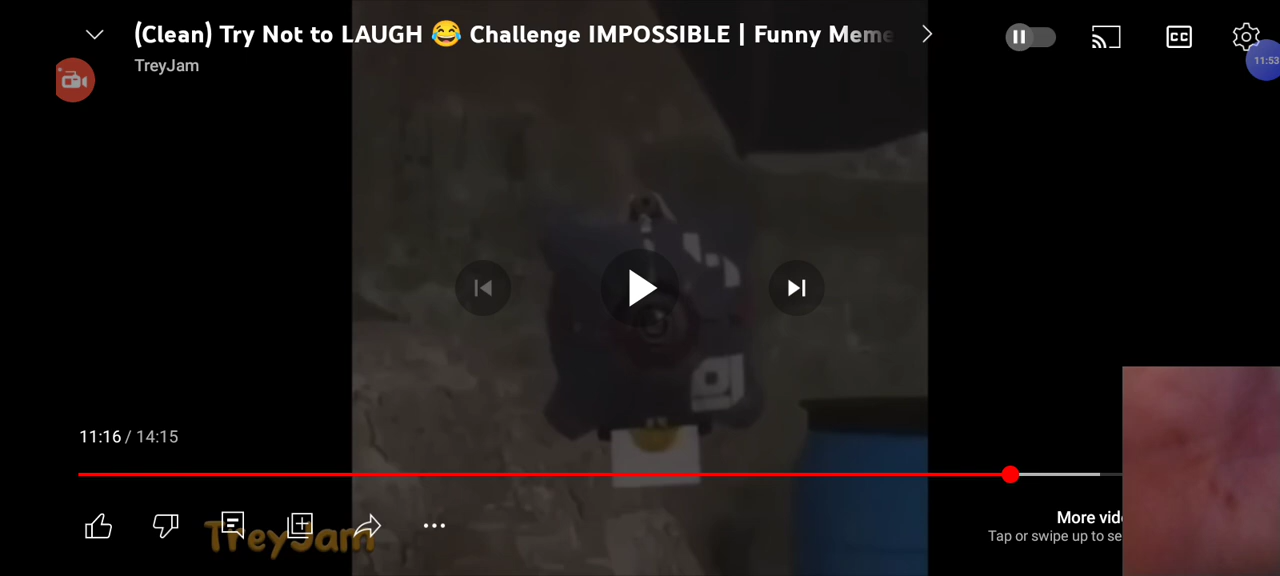 (Clean) Try Not to LAUGH 😂 Challenge IMPOSSIBLE | Funny Meme
TreyJam
CC
11:53
11:16 / 14:15
More vide
Tap or swipe up to se
TreyJam